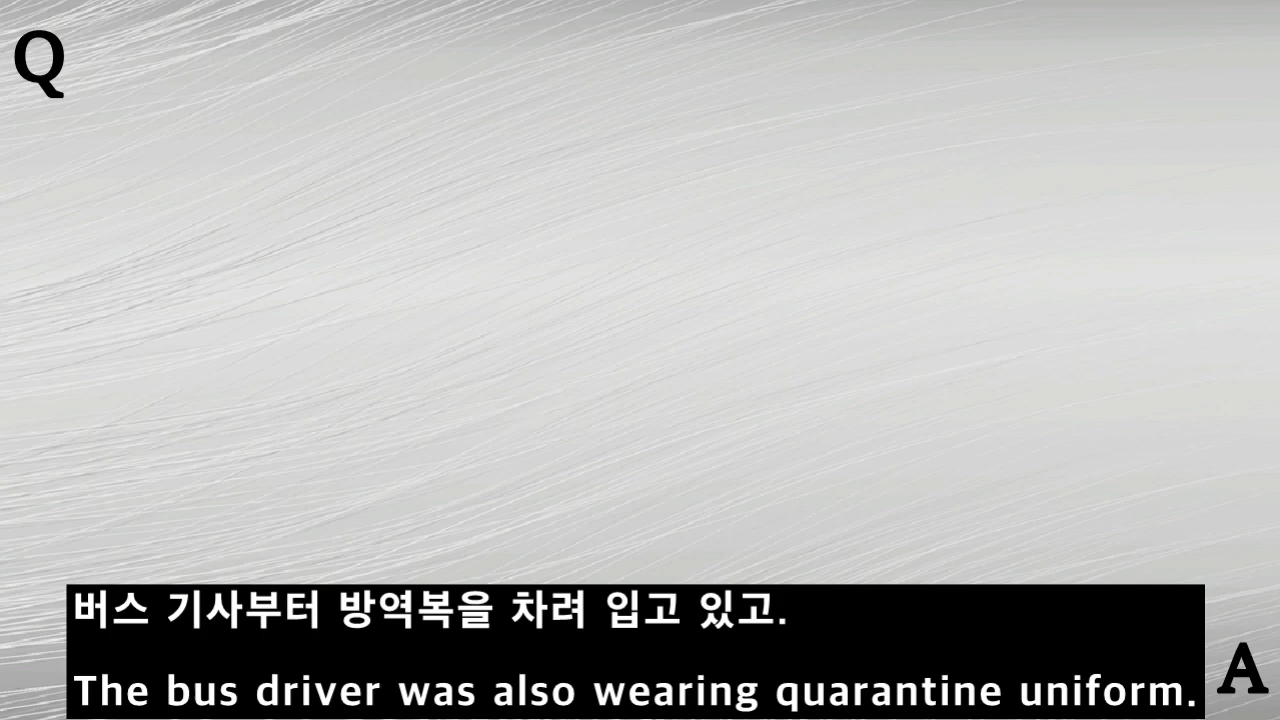 Q
버스 기사부터 방역복을 차려 입고 있고.
The bus driver was also wearing quarantine uniform.
A